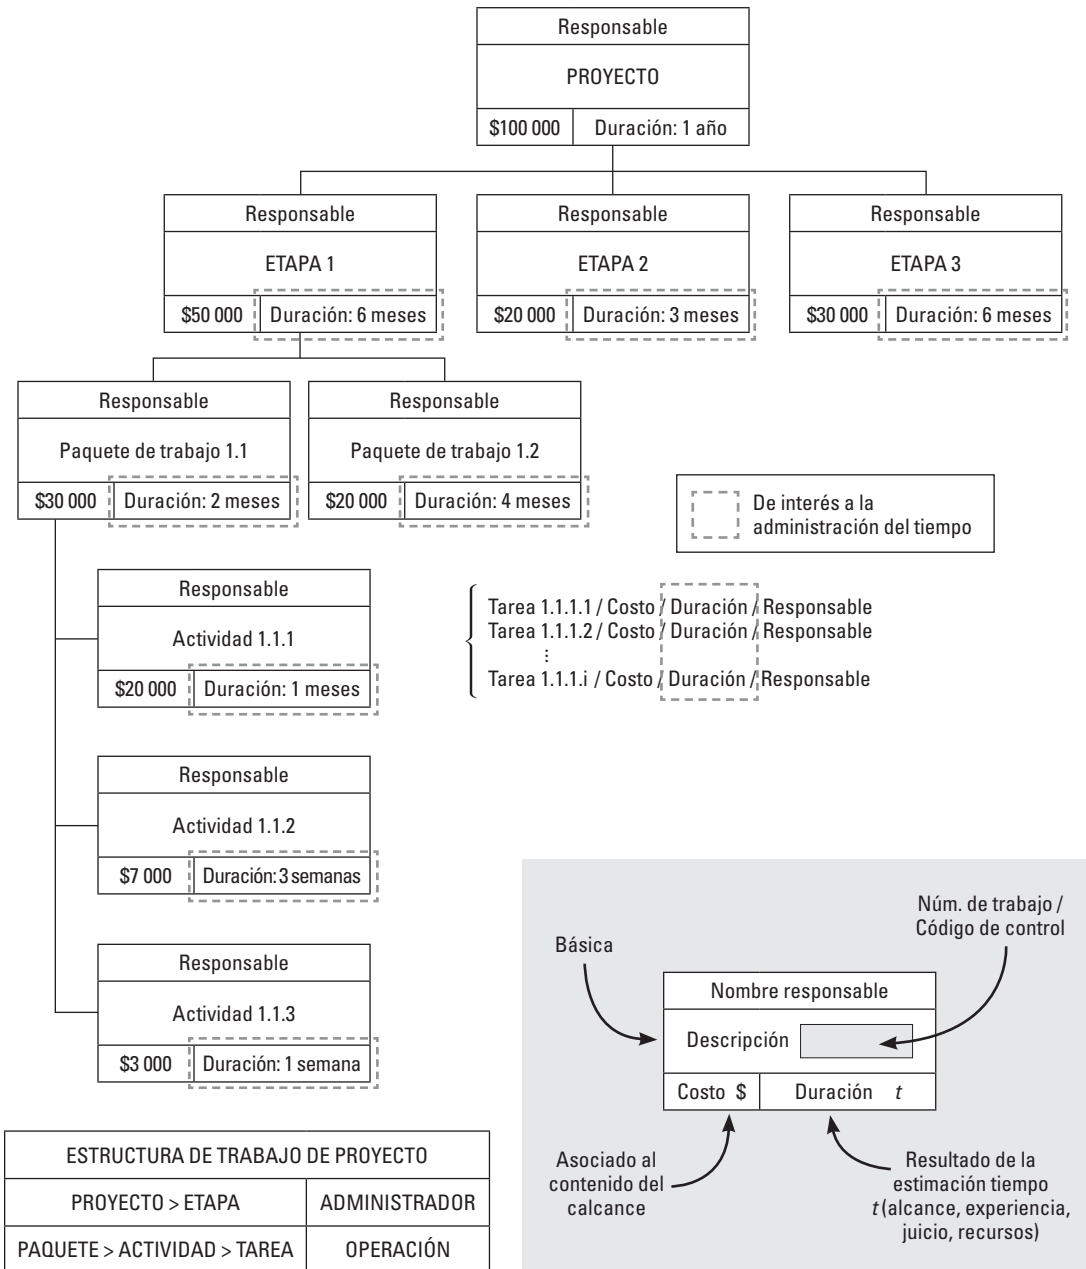 Responsable
PROYECTO
$100 000 Duración: 1 año
Responsable
ETAPA 1
$50 000 Duración: 6 meses
Responsable
ETAPA 2
$20 000 Duración: 3 meses
Responsable
ETAPA 3
$30 000 Duración: 6 meses
Responsable
Paquete de trabajo 1.1
$30 000 Duración: 2 meses
Responsable
Paquete de trabajo 1.2
$20 000 Duración: 4 meses
De interés a la
administración del tiempo
Responsable
Actividad 1.1.1
$20 000 Duración: 1 meses
Tarea 1.1.1.1 / Costo / Duración / Responsable
Tarea 1.1.1.2 / Costo / Duración / Responsable
⋮
Tarea 1.1.1.i / Costo / Duración / Responsable
Responsable
Actividad 1.1.2
$7 000 Duración: 3 semanas
Responsable
Actividad 1.1.3
$3 000 Duración: 1 semana
ESTRUCTURA DE TRABAJO DE PROYECTO
PROYECTO > ETAPA ADMINISTRADOR
PAQUETE > ACTIVIDAD > TAREA OPERACIÓN
Núm. de trabajo /
Código de control
Básica
Nombre responsable
Descripción
Costo $ Duración t
Asociado al
contenido del
calcance
Resultado de la
estimación tiempo
t (alcance, experiencia,
juicio, recursos)